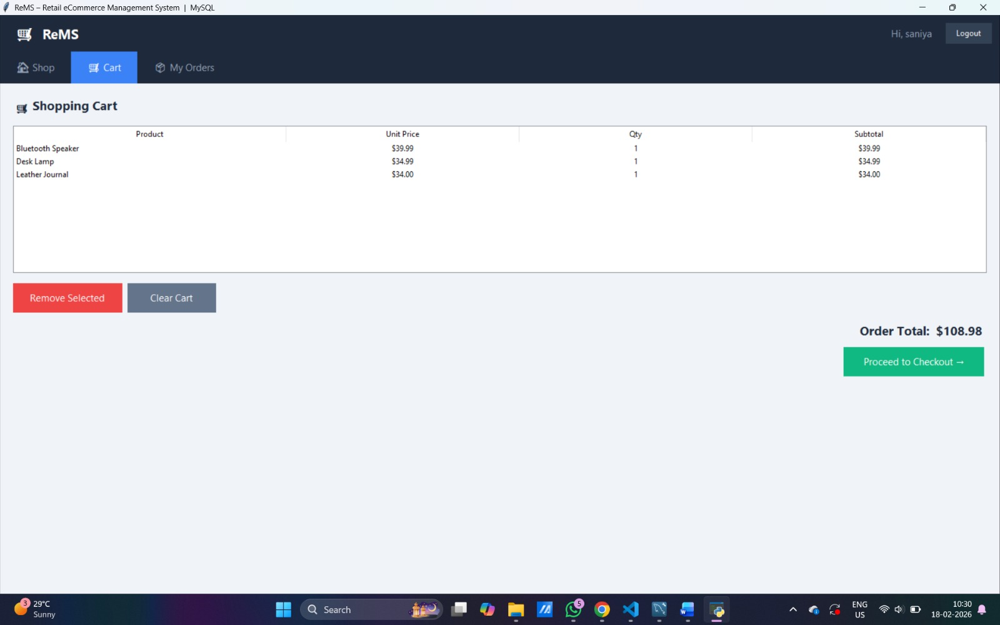 ReMS – Retail eCommerce Management System | MySQL
ReMS
Hi, saniya
Logout
Shop
Cart
My Orders
Shopping Cart
Product Unit Price Qty Subtotal
Bluetooth Speaker $39.99 1 $39.99
Desk Lamp $34.99 1 $34.99
Leather Journal $34.00 1 $34.00
Remove Selected
Clear Cart
Order Total: $108.98
Proceed to Checkout →
3
29°C
Sunny
Search
5
W
ENG
US
10:30
18-02-2026